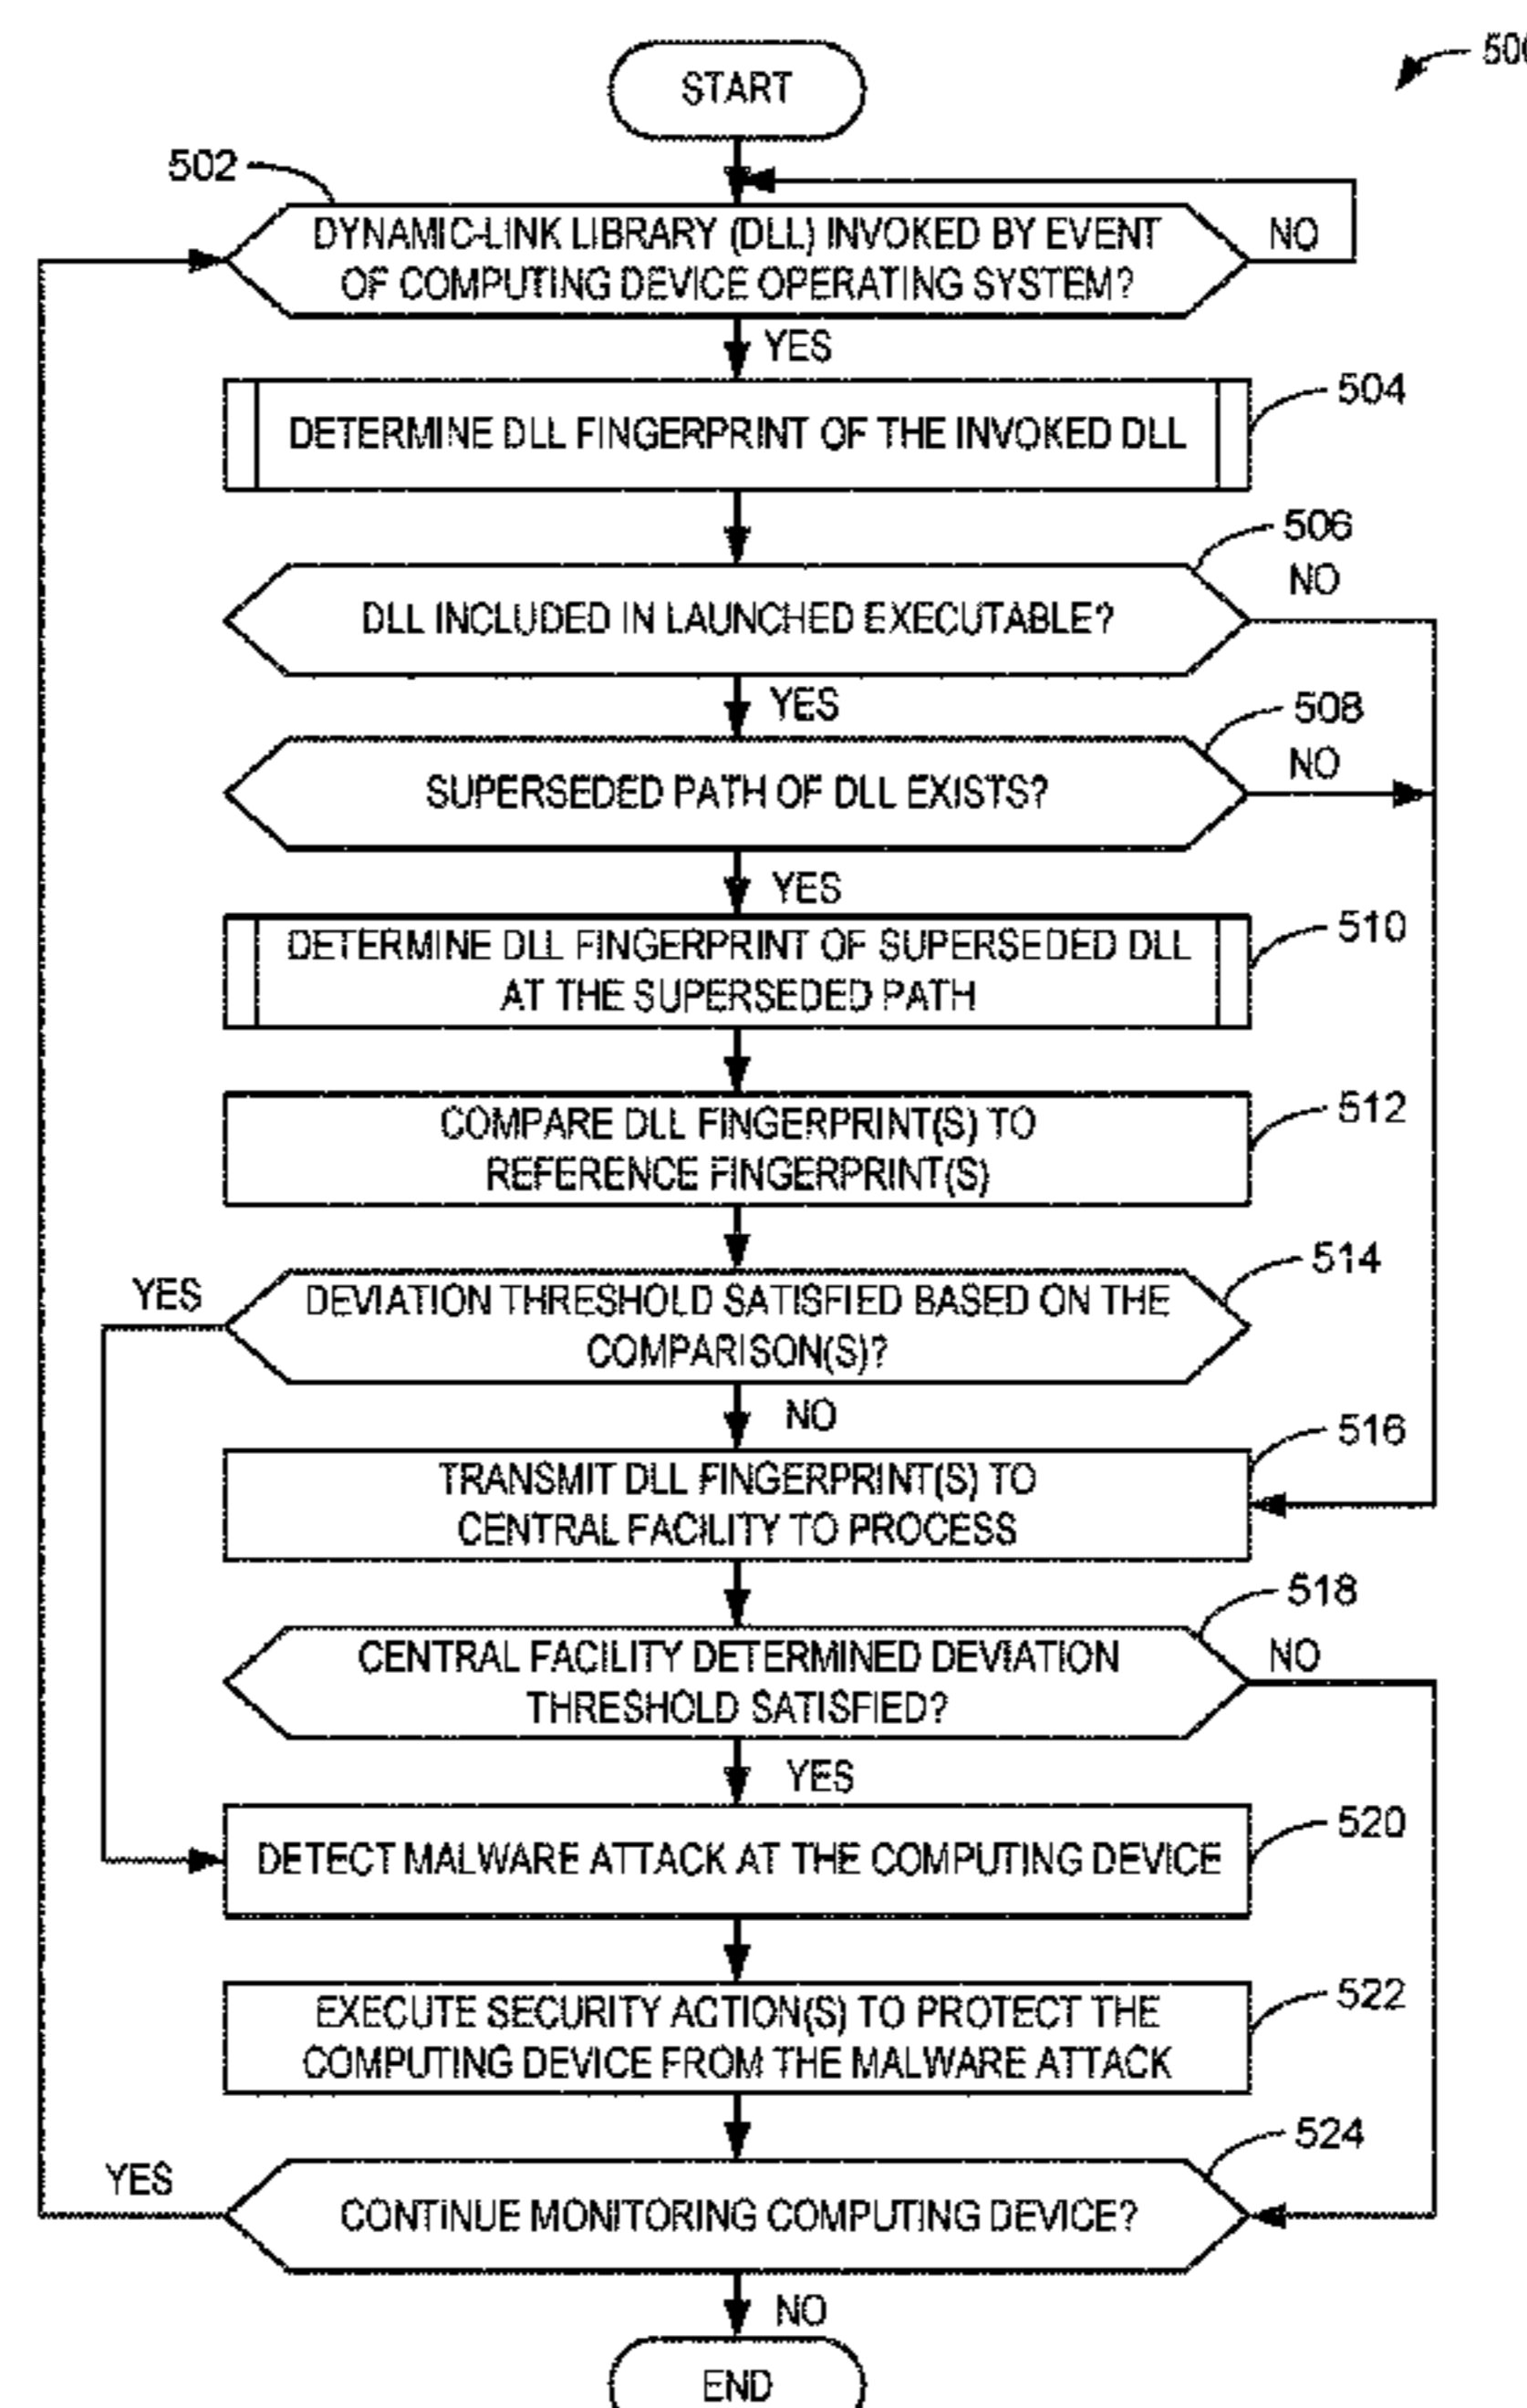 500
START
502
DYNAMIC-LINK LIBRARY (DLL) INVOKED BY EVENT
OF COMPUTING DEVICE OPERATING SYSTEM?
NO
YES
504
DETERMINE DLL FINGERPRINT OF THE INVOKED DLL
506
NO
DLL INCLUDED IN LAUNCHED EXECUTABLE?
YES
508
NO
SUPERSEDED PATH OF DLL EXISTS?
YES
510
DETERMINE DLL FINGERPRINT OF SUPERSEDED DLL
AT THE SUPERSEDED PATH
512
COMPARE DLL FINGERPRINT(S) TO
REFERENCE FINGERPRINT(S)
514
YES
DEVIATION THRESHOLD SATISFIED BASED ON THE
COMPARISON(S)?
NO
516
TRANSMIT DLL FINGERPRINT(S) TO
CENTRAL FACILITY TO PROCESS
518
NO
CENTRAL FACILITY DETERMINED DEVIATION
THRESHOLD SATISFIED?
YES
520
DETECT MALWARE ATTACK AT THE COMPUTING DEVICE
522
EXECUTE SECURITY ACTION(S) TO PROTECT THE
COMPUTING DEVICE FROM THE MALWARE ATTACK
524
YES
CONTINUE MONITORING COMPUTING DEVICE?
NO
END